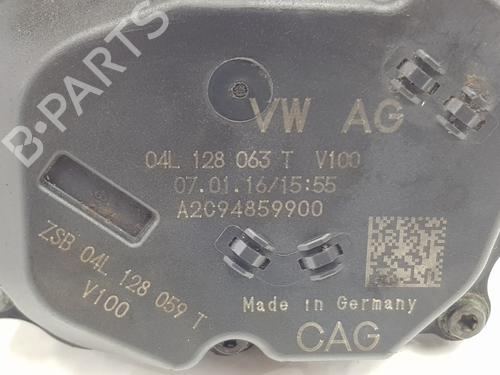 B-PARTS
VW AG
04L 128 063 T V100
07.01.16/15:55
A2C94859900
ZSB 04L 128 059 T
V100
Made in Germany
CAG